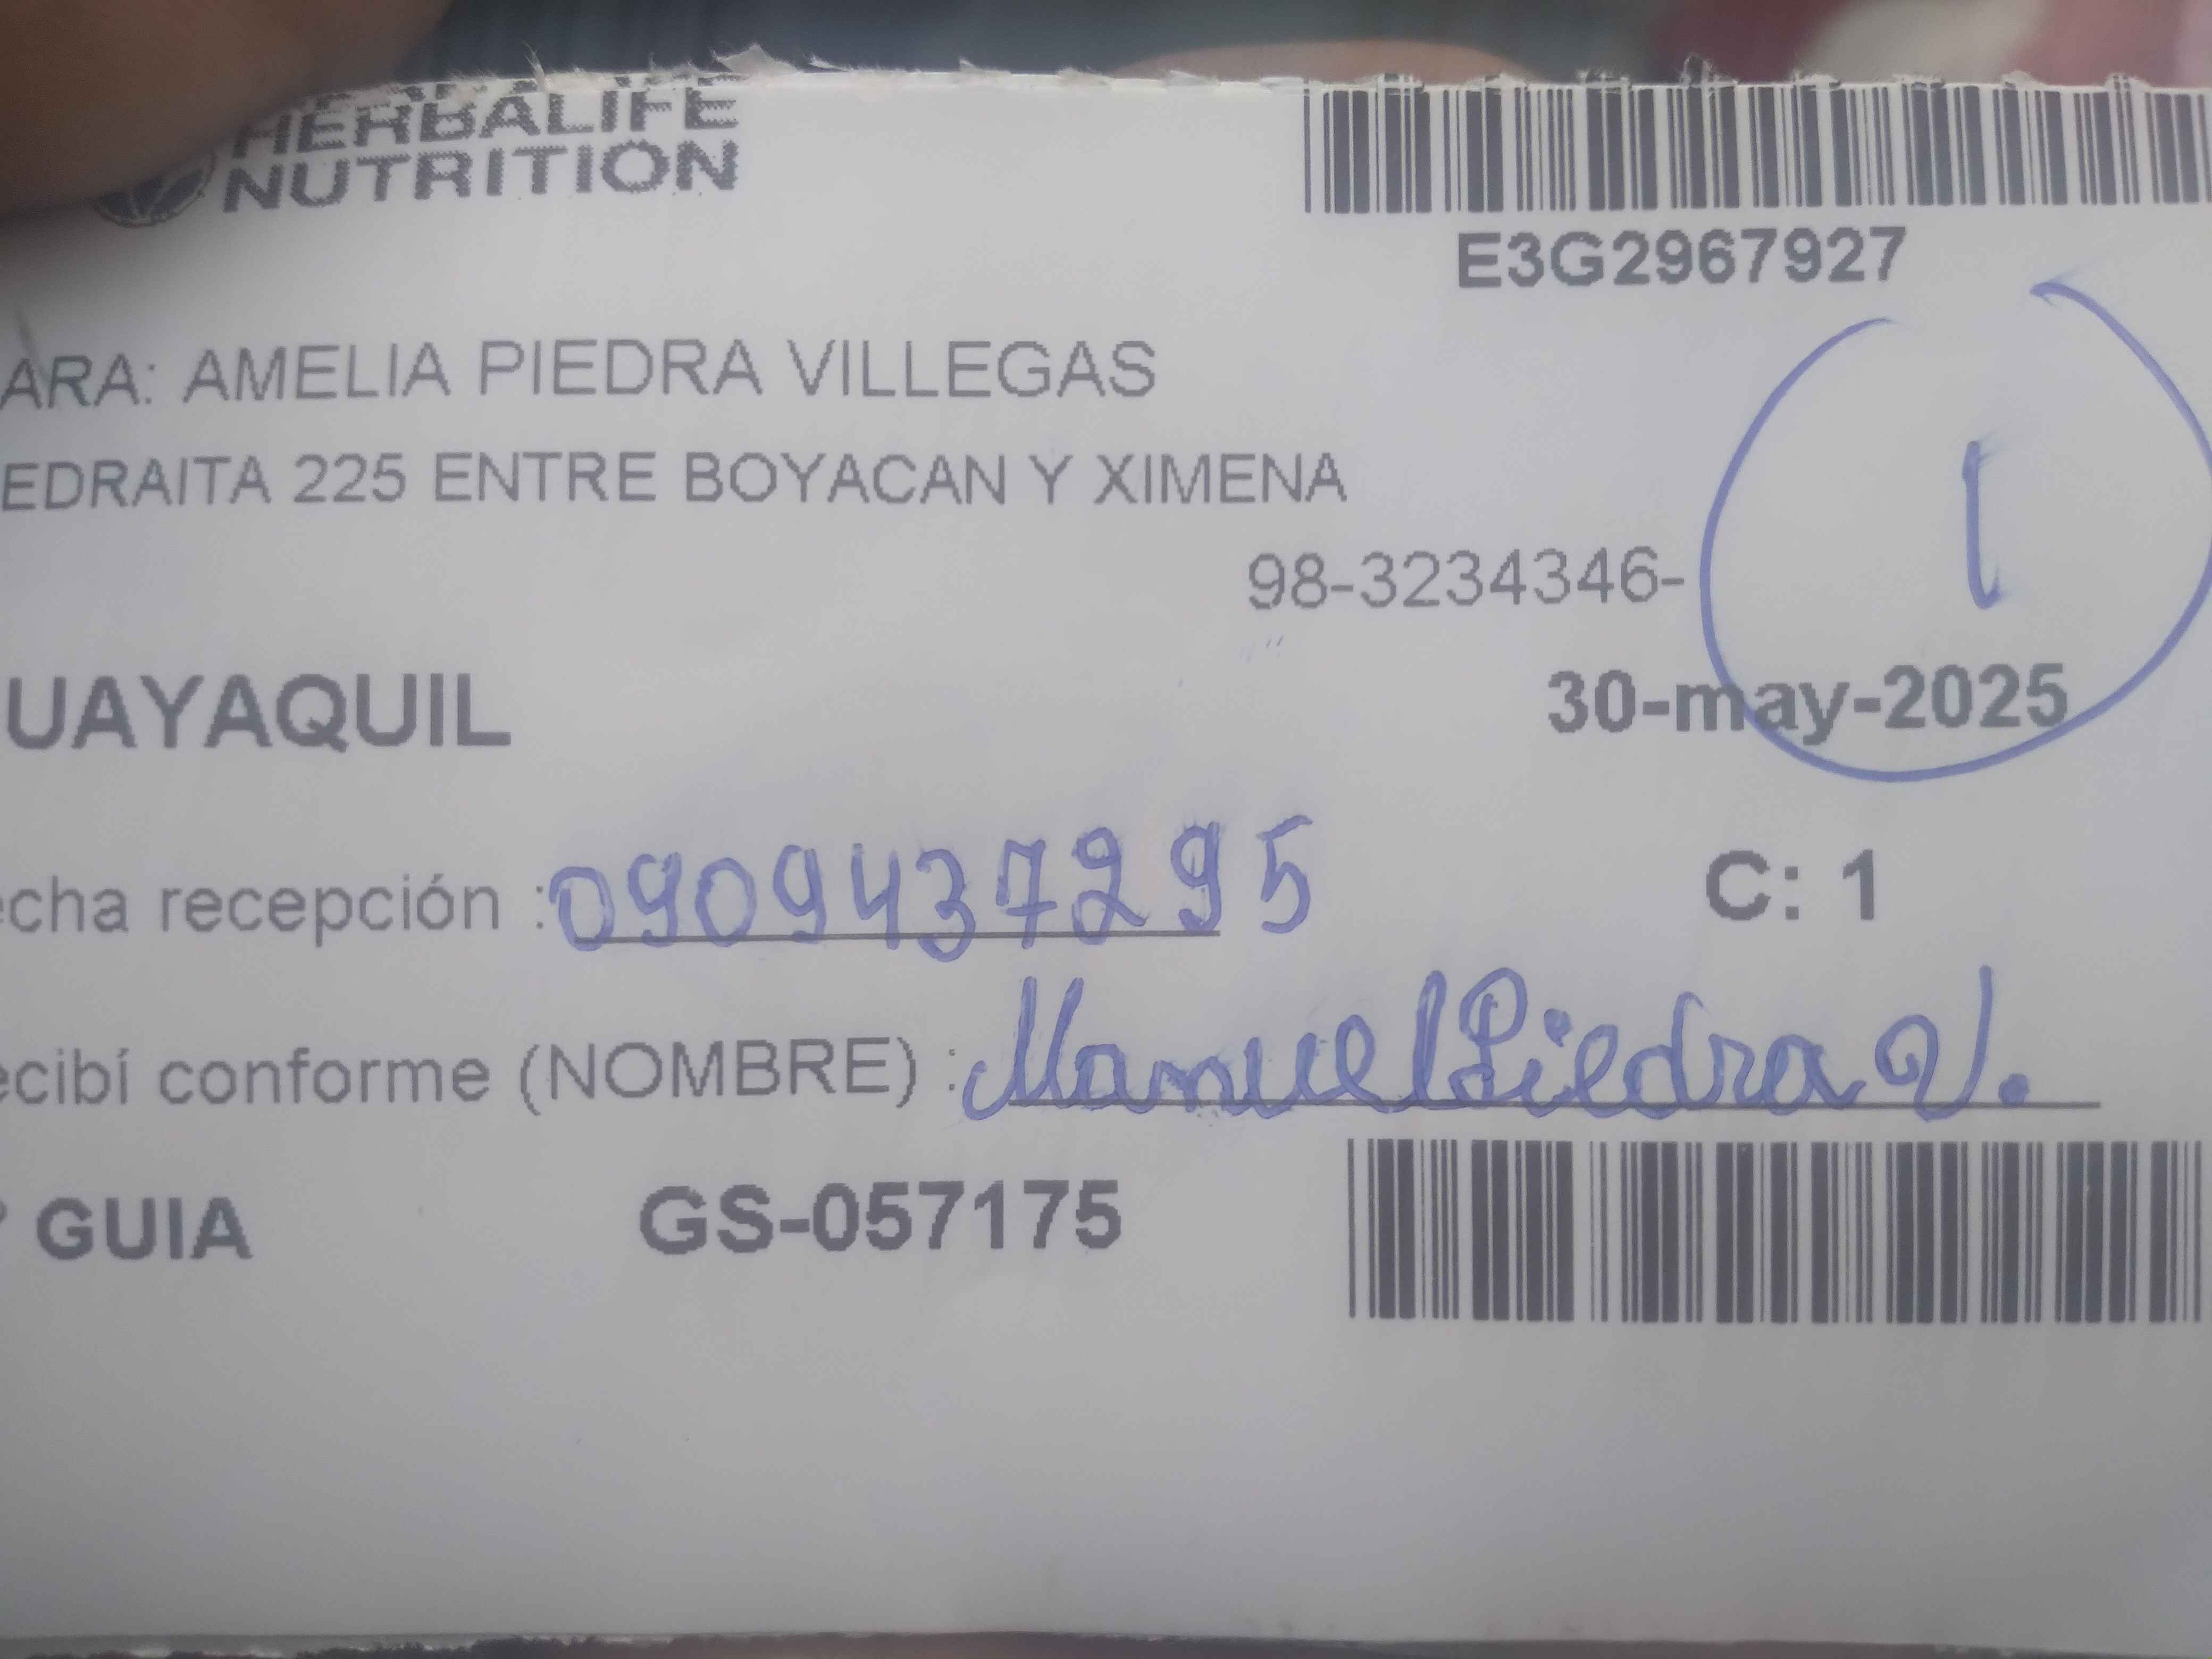 HERBALIFE
NUTRITION
E3G2967927
ARA: AMELIA PIEDRA VILLEGAS
EDRAITA 225 ENTRE BOYACAN Y XIMENA
98-3234346-
1
UAYAQUIL
30-may-2025
echa recepción : 0909437295
C: 1
ecibí conforme (NOMBRE) : Manuel Piedra V.
GUIA GS-057175